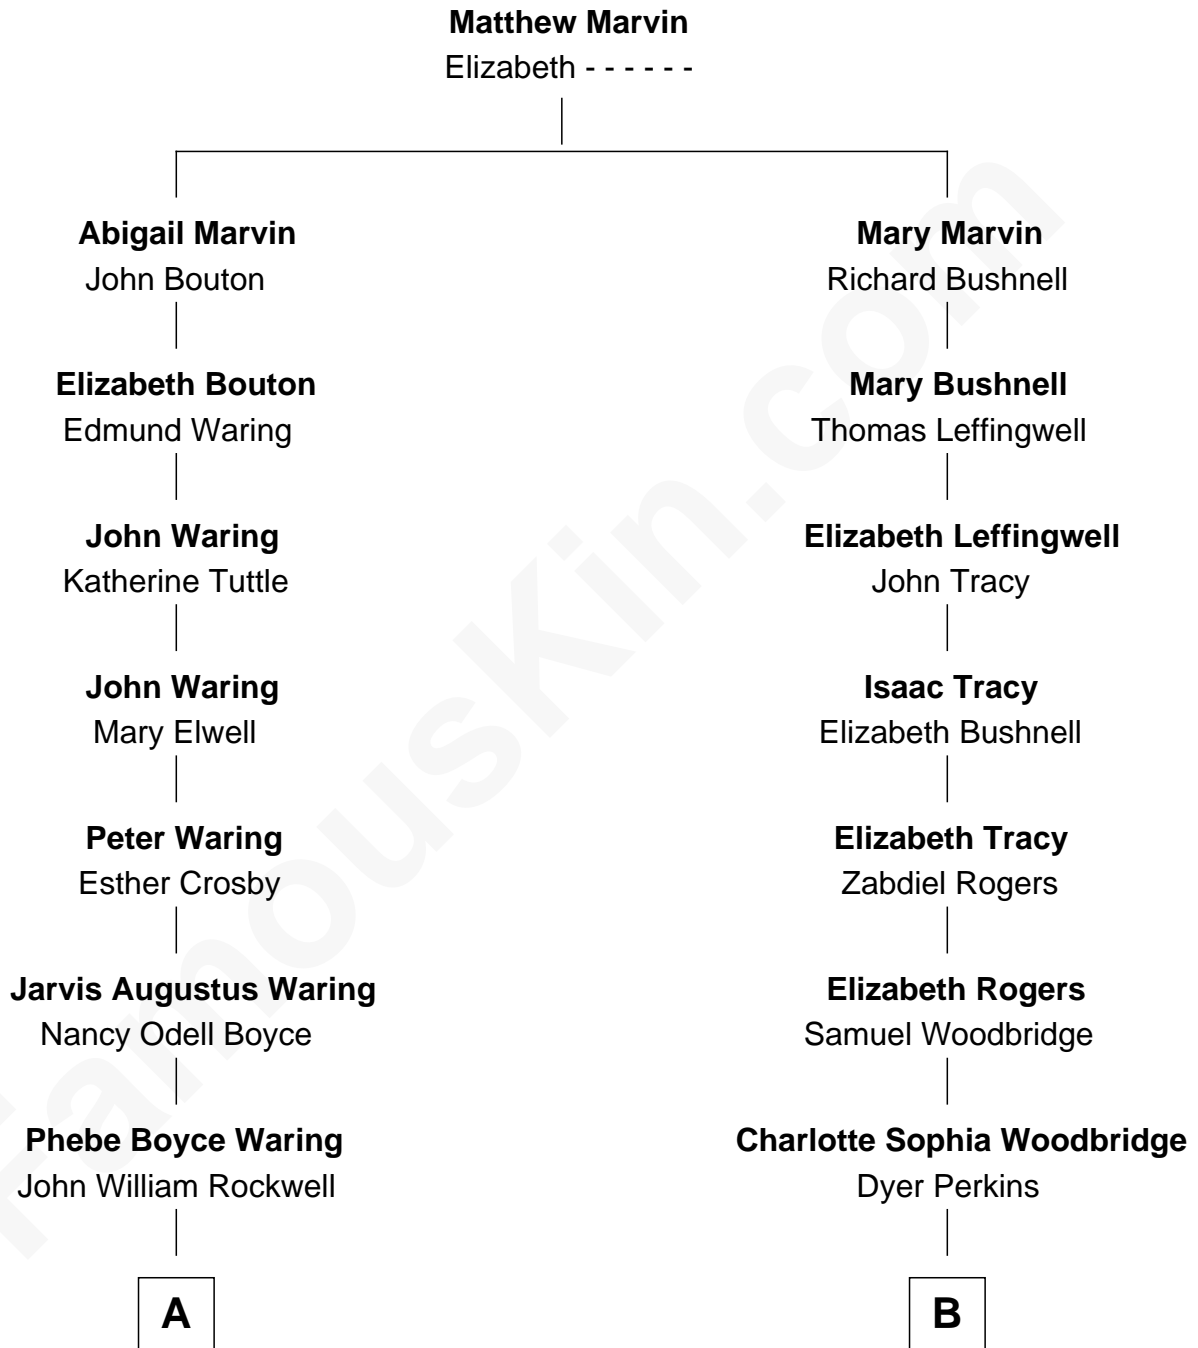 Matthew Marvin
Elizabeth - - - - - -
Abigail Marvin
John Bouton
Mary Marvin
Richard Bushnell
Elizabeth Bouton
Edmund Waring
Mary Bushnell
Thomas Leffingwell
John Waring
Katherine Tuttle
Elizabeth Leffingwell
John Tracy
John Waring
Mary Elwell
Isaac Tracy
Elizabeth Bushnell
Peter Waring
Esther Crosby
Elizabeth Tracy
Zabdiel Rogers
Jarvis Augustus Waring
Nancy Odell Boyce
Elizabeth Rogers
Samuel Woodbridge
Phebe Boyce Waring
John William Rockwell
Charlotte Sophia Woodbridge
Dyer Perkins
A
B
FamousKin.com